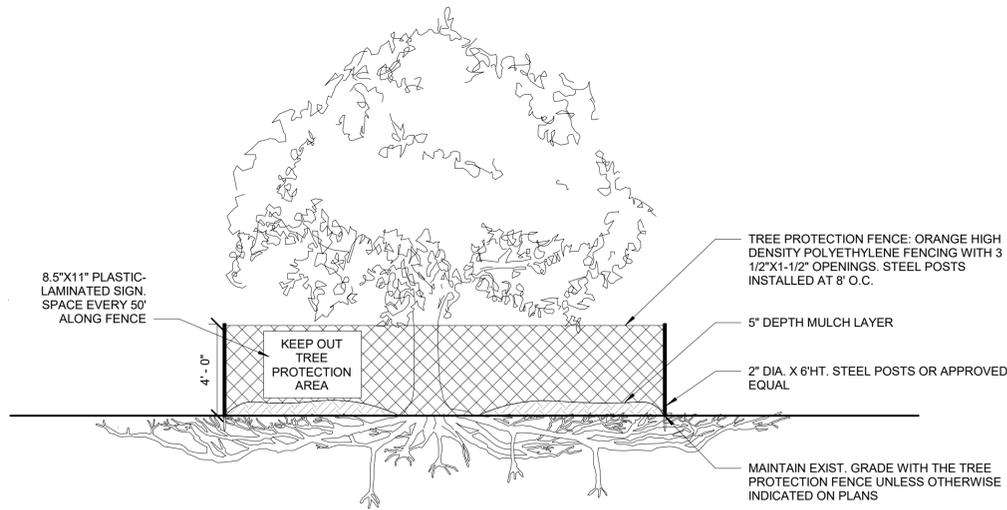 8.5"X11" PLASTIC-
LAMINATED SIGN.
SPACE EVERY 50'
ALONG FENCE
4' - 0"
KEEP OUT
TREE
PROTECTION
AREA
TREE PROTECTION FENCE: ORANGE HIGH
DENSITY POLYETHYLENE FENCING WITH 3
1/2"X1-1/2" OPENINGS. STEEL POSTS
INSTALLED AT 8' O.C.
5" DEPTH MULCH LAYER
2" DIA. X 6'HT. STEEL POSTS OR APPROVED
EQUAL
MAINTAIN EXIST. GRADE WITH THE TREE
PROTECTION FENCE UNLESS OTHERWISE
INDICATED ON PLANS